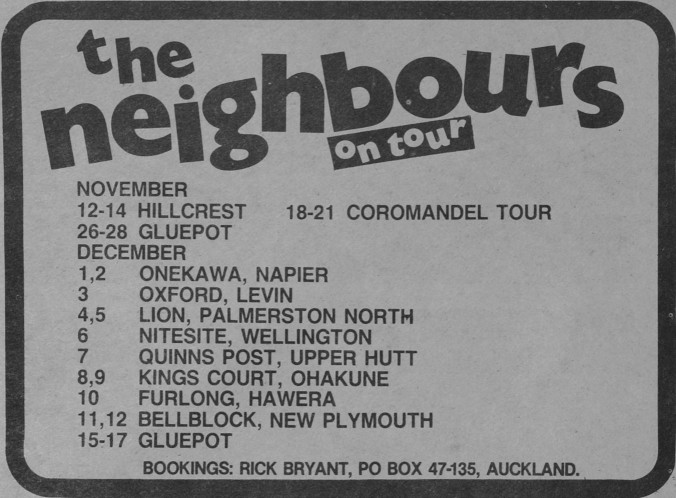 the
neighbours
on tour
NOVEMBER
12-14 HILLCREST 18-21 COROMANDEL TOUR
26-28 GLUEPOT
DECEMBER
1,2 ONEKAWA, NAPIER
3 OXFORD, LEVIN
4,5 LION, PALMERSTON NORTH
6 NITESITE, WELLINGTON
7 QUINNS POST, UPPER HUTT
8,9 KINGS COURT, OHAKUNE
10 FURLONG, HAWERA
11,12 BELLBLOCK, NEW PLYMOUTH
15-17 GLUEPOT
BOOKINGS: RICK BRYANT, PO BOX 47-135, AUCKLAND.